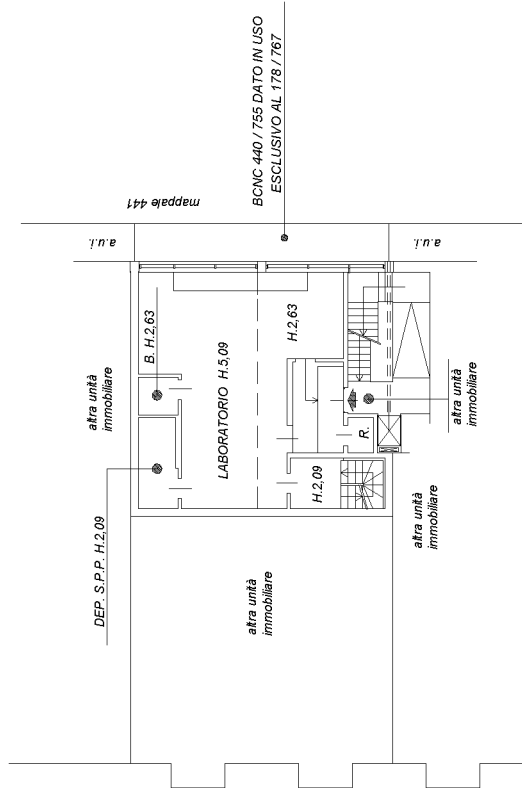 BCNC 440 / 755 DATO IN USO
ESCLUSIVO AL 178 / 767
mappale 441
a.u.i.
a.u.i.
B. H.2,63
H.2,63
LABORATORIO H.5,09
altra unità
immobiliare
DEP. S.P.P. H.2,09
H.2,09
R.
altra unità
immobiliare
altra unità
immobiliare
altra unità
immobiliare